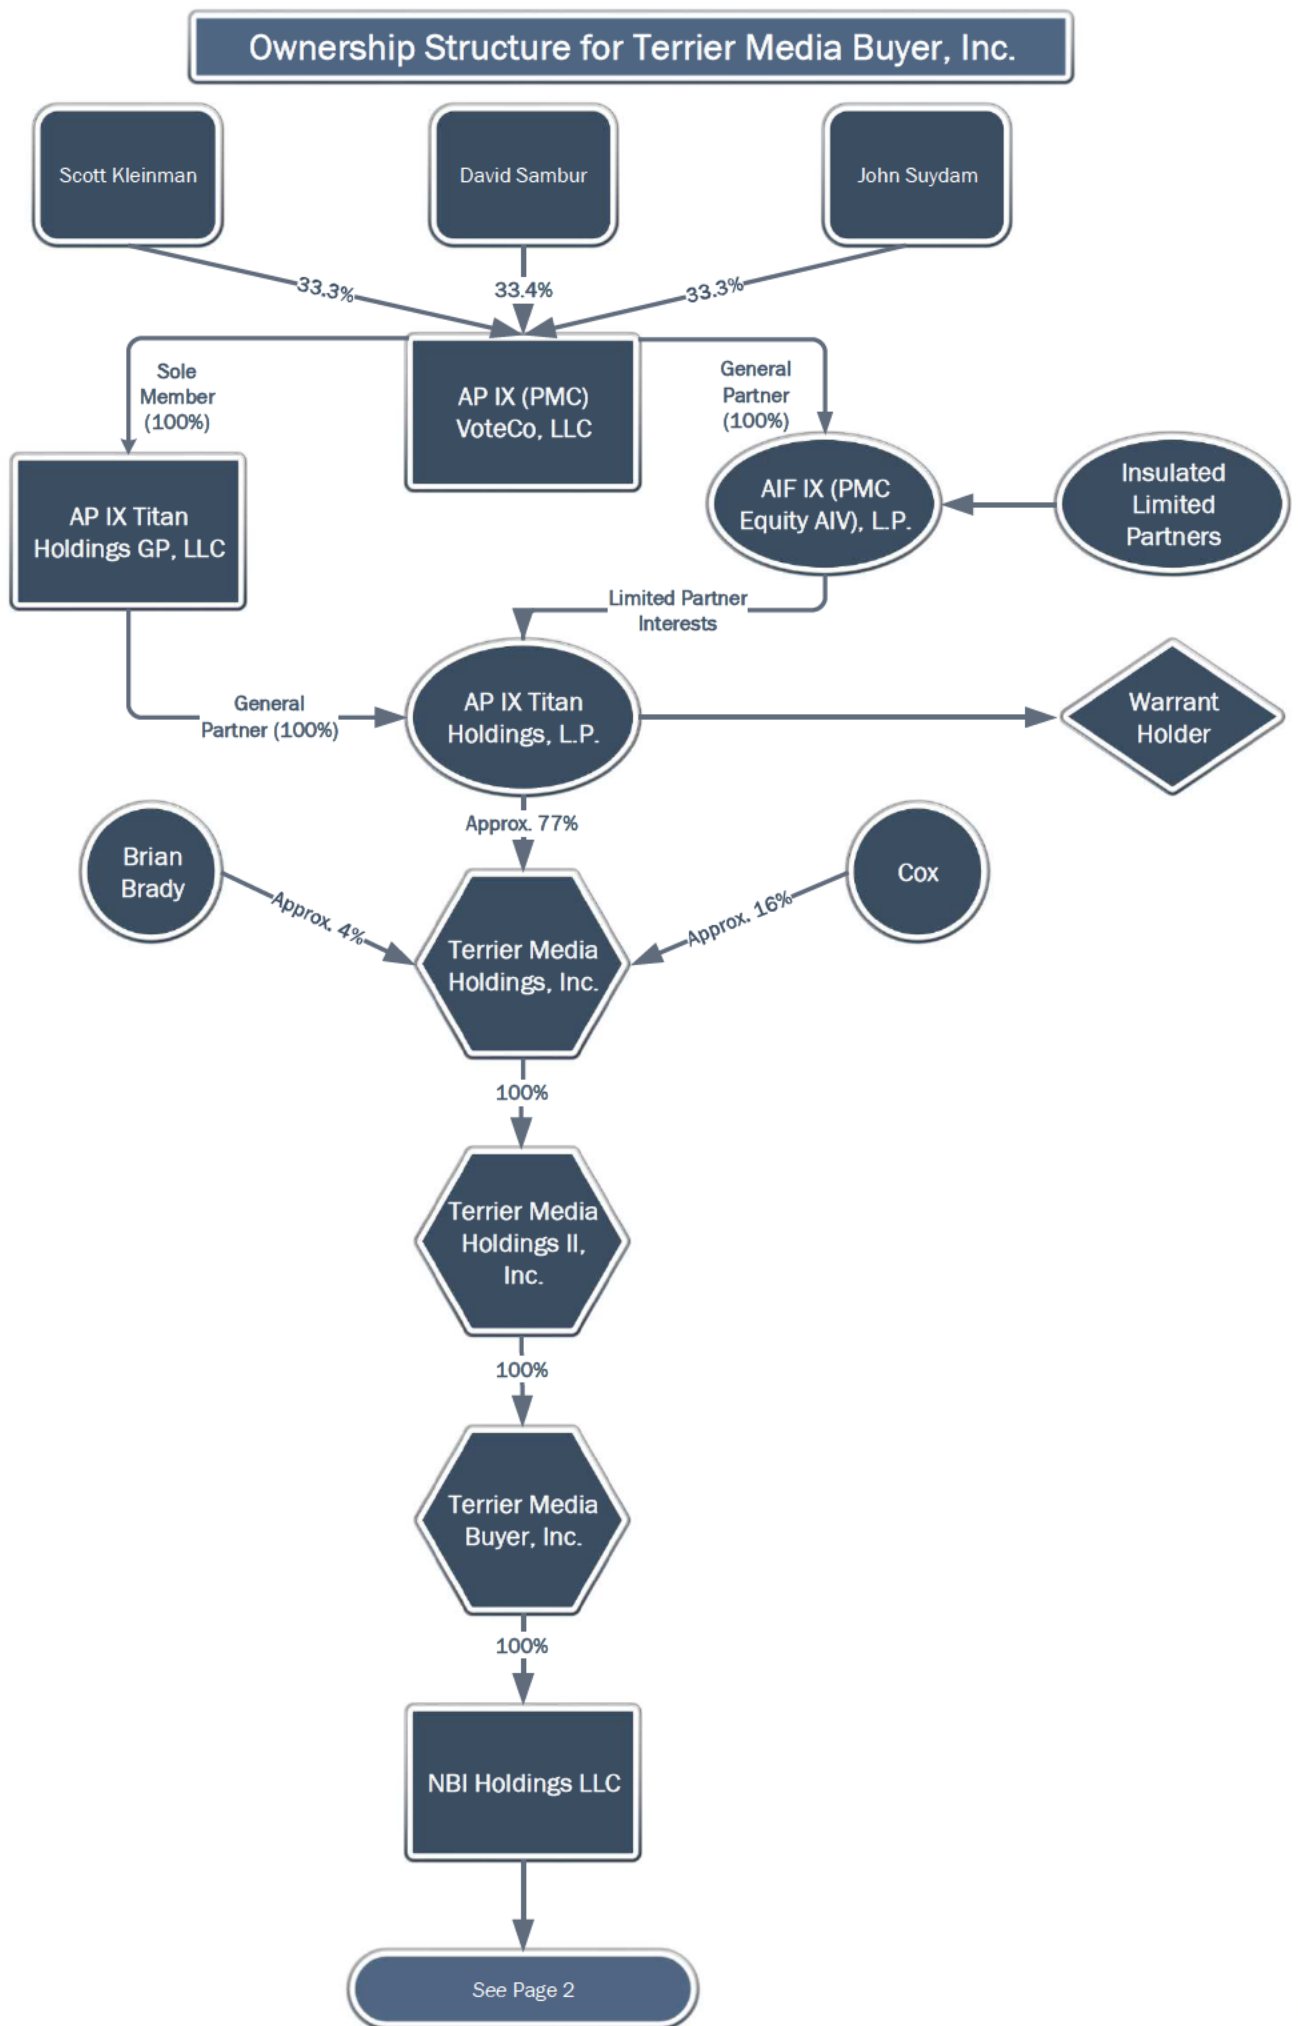 Ownership Structure for Terrier Media Buyer, Inc.
Scott Kleinman
David Sambur
John Suydam
33.3%
33.4%
33.3%
Sole
Member
(100%)
AP IX (PMC)
VoteCo, LLC
General
Partner
(100%)
AP IX Titan
Holdings GP, LLC
AIF IX (PMC
Equity AIV), L.P.
Insulated
Limited
Partners
Limited Partner
Interests
General
Partner (100%)
AP IX Titan
Holdings, L.P.
Warrant
Holder
Approx. 77%
Brian
Brady
Cox
Approx. 4%
Approx. 16%
Terrier Media
Holdings, Inc.
100%
Terrier Media
Holdings II,
Inc.
100%
Terrier Media
Buyer, Inc.
100%
NBI Holdings LLC
See Page 2